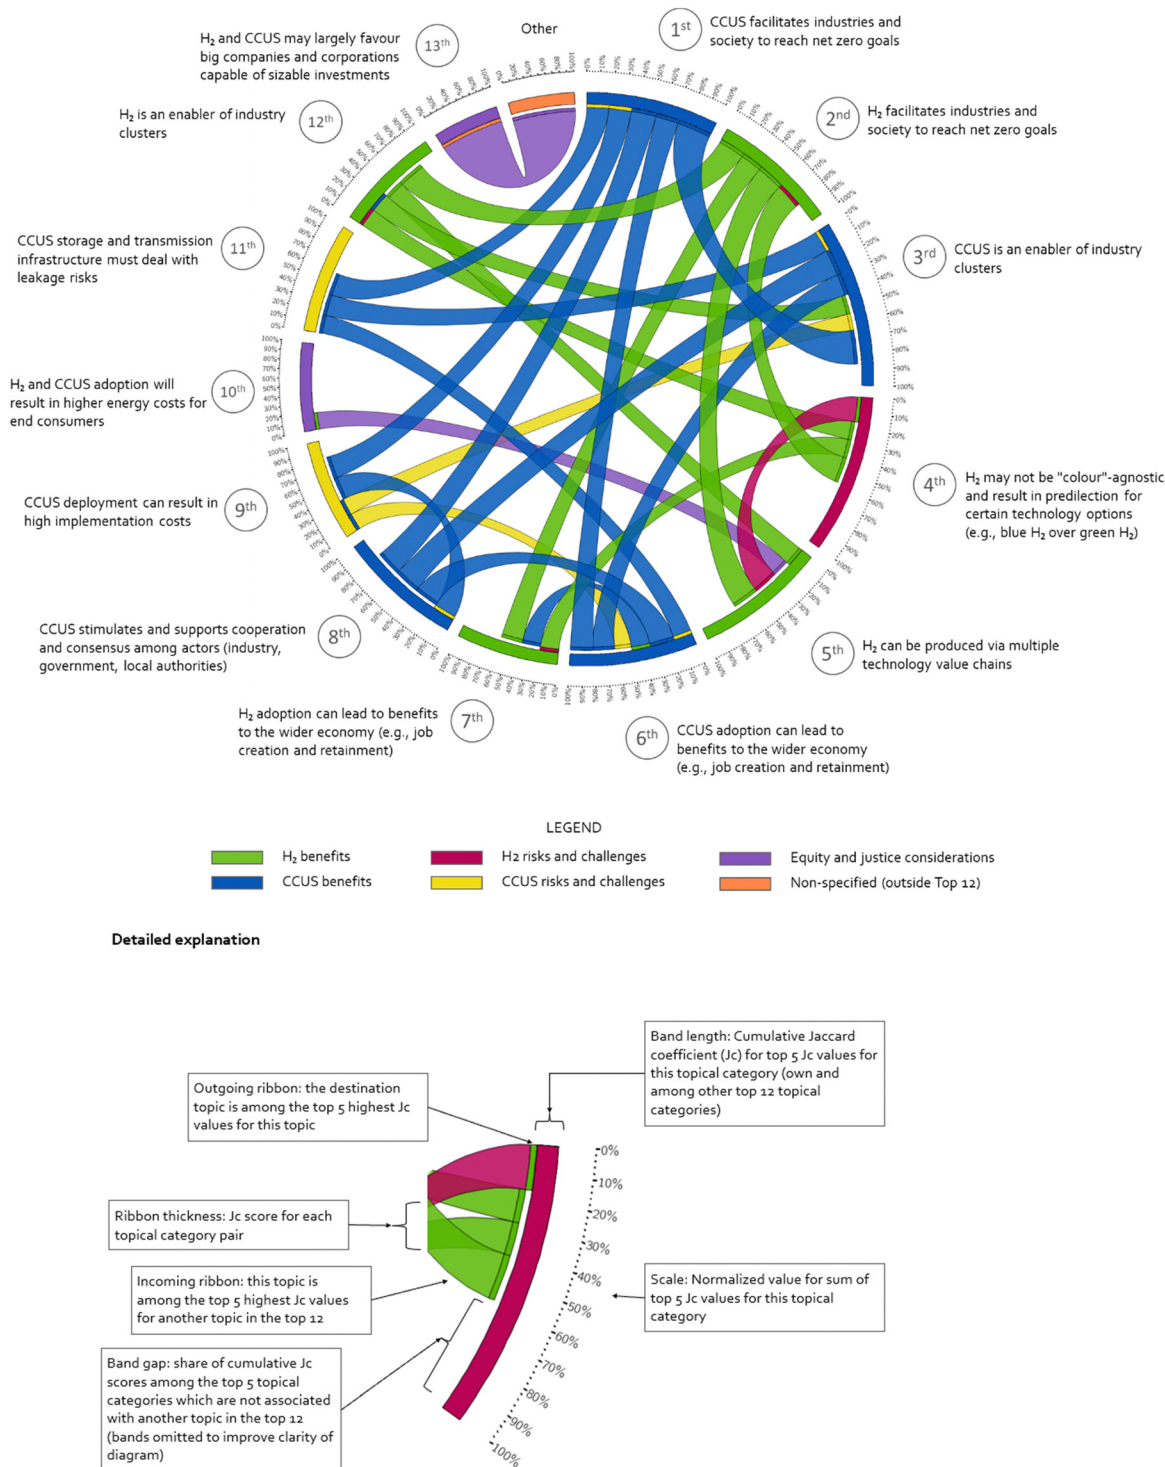 Other
1st
CCUS facilitates industries and
society to reach net zero goals
2nd
H₂ facilitates industries and
society to reach net zero goals
3rd
CCUS is an enabler of industry
clusters
4th
H₂ may not be "colour"-agnostic
and result in predilection for
certain technology options
(e.g., blue H₂ over green H₂)
5th
H₂ can be produced via multiple
technology value chains
6th
CCUS adoption can lead to
benefits to the wider economy
(e.g., job creation and retainment)
7th
H₂ adoption can lead to benefits
to the wider economy (e.g., job
creation and retainment)
8th
CCUS stimulates and supports cooperation
and consensus among actors (industry,
government, local authorities)
9th
CCUS deployment can result in
high implementation costs
10th
H₂ and CCUS adoption will
result in higher energy costs for
end consumers
11th
CCUS storage and transmission
infrastructure must deal with
leakage risks
12th
H₂ is an enabler of industry
clusters
13th
H₂ and CCUS may largely favour
big companies and corporations
capable of sizable investments
LEGEND
H₂ benefits
H2 risks and challenges
Equity and justice considerations
CCUS benefits
CCUS risks and challenges
Non-specified (outside Top 12)
Detailed explanation
Band length: Cumulative Jaccard
coefficient (Jc) for top 5 Jc values for
this topical category (own and
among other top 12 topical
categories)
Outgoing ribbon: the destination
topic is among the top 5 highest Jc
values for this topic
Ribbon thickness: Jc score for each
topical category pair
Incoming ribbon: this topic is
among the top 5 highest Jc values
for another topic in the top 12
Band gap: share of cumulative Jc
scores among the top 5 topical
categories which are not associated
with another topic in the top 12
(bands omitted to improve clarity of
diagram)
0%
10%
20%
30%
40%
50%
60%
70%
80%
90%
100%
Scale: Normalized value for sum of
top 5 Jc values for this topical
category